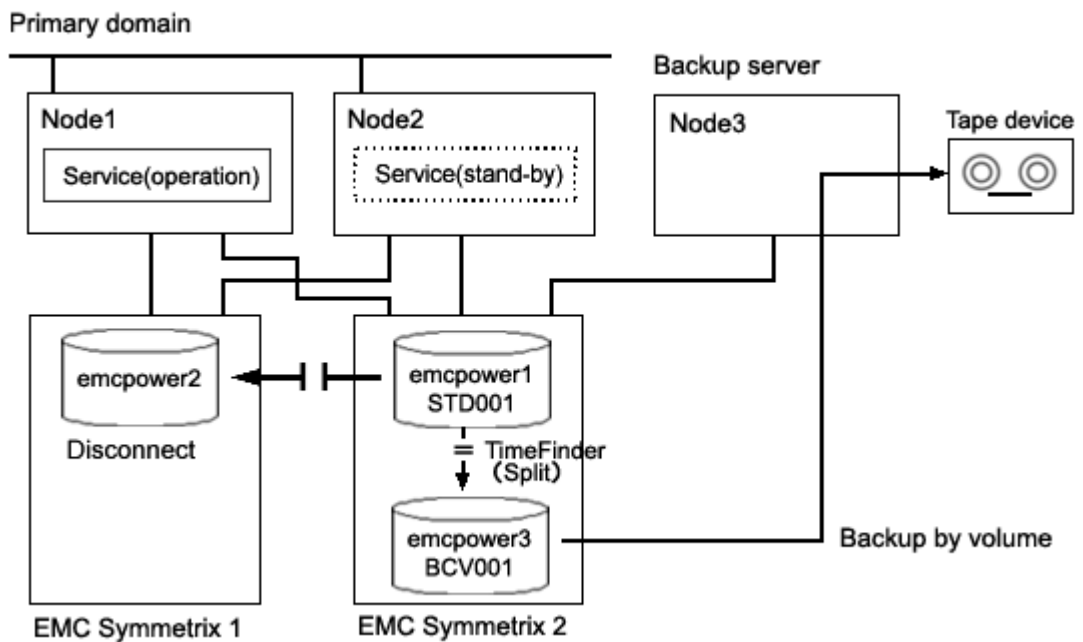 Primary domain
Backup server
Node1
Node2
Node3
Tape device
Service(operation)
Service(stand-by)
emcpower2
emcpower1
STD001
Disconnect
TimeFinder
(Split)
emcpower3
BCV001
Backup by volume
EMC Symmetrix 1
EMC Symmetrix 2